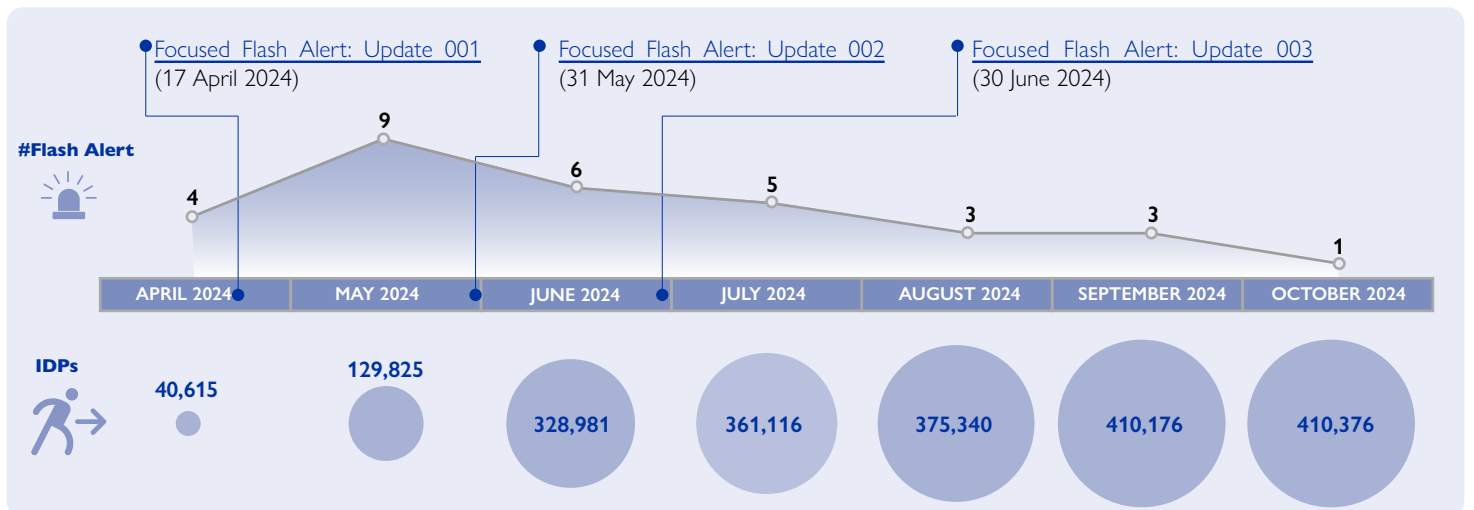 Focused Flash Alert: Update 001
(17 April 2024)
Focused Flash Alert: Update 002
(31 May 2024)
Focused Flash Alert: Update 003
(30 June 2024)
#Flash Alert
4
9
6
5
3
3
1
APRIL 2024
MAY 2024
JUNE 2024
JULY 2024
AUGUST 2024
SEPTEMBER 2024
OCTOBER 2024
IDPs
40,615
129,825
328,981
361,116
375,340
410,176
410,376